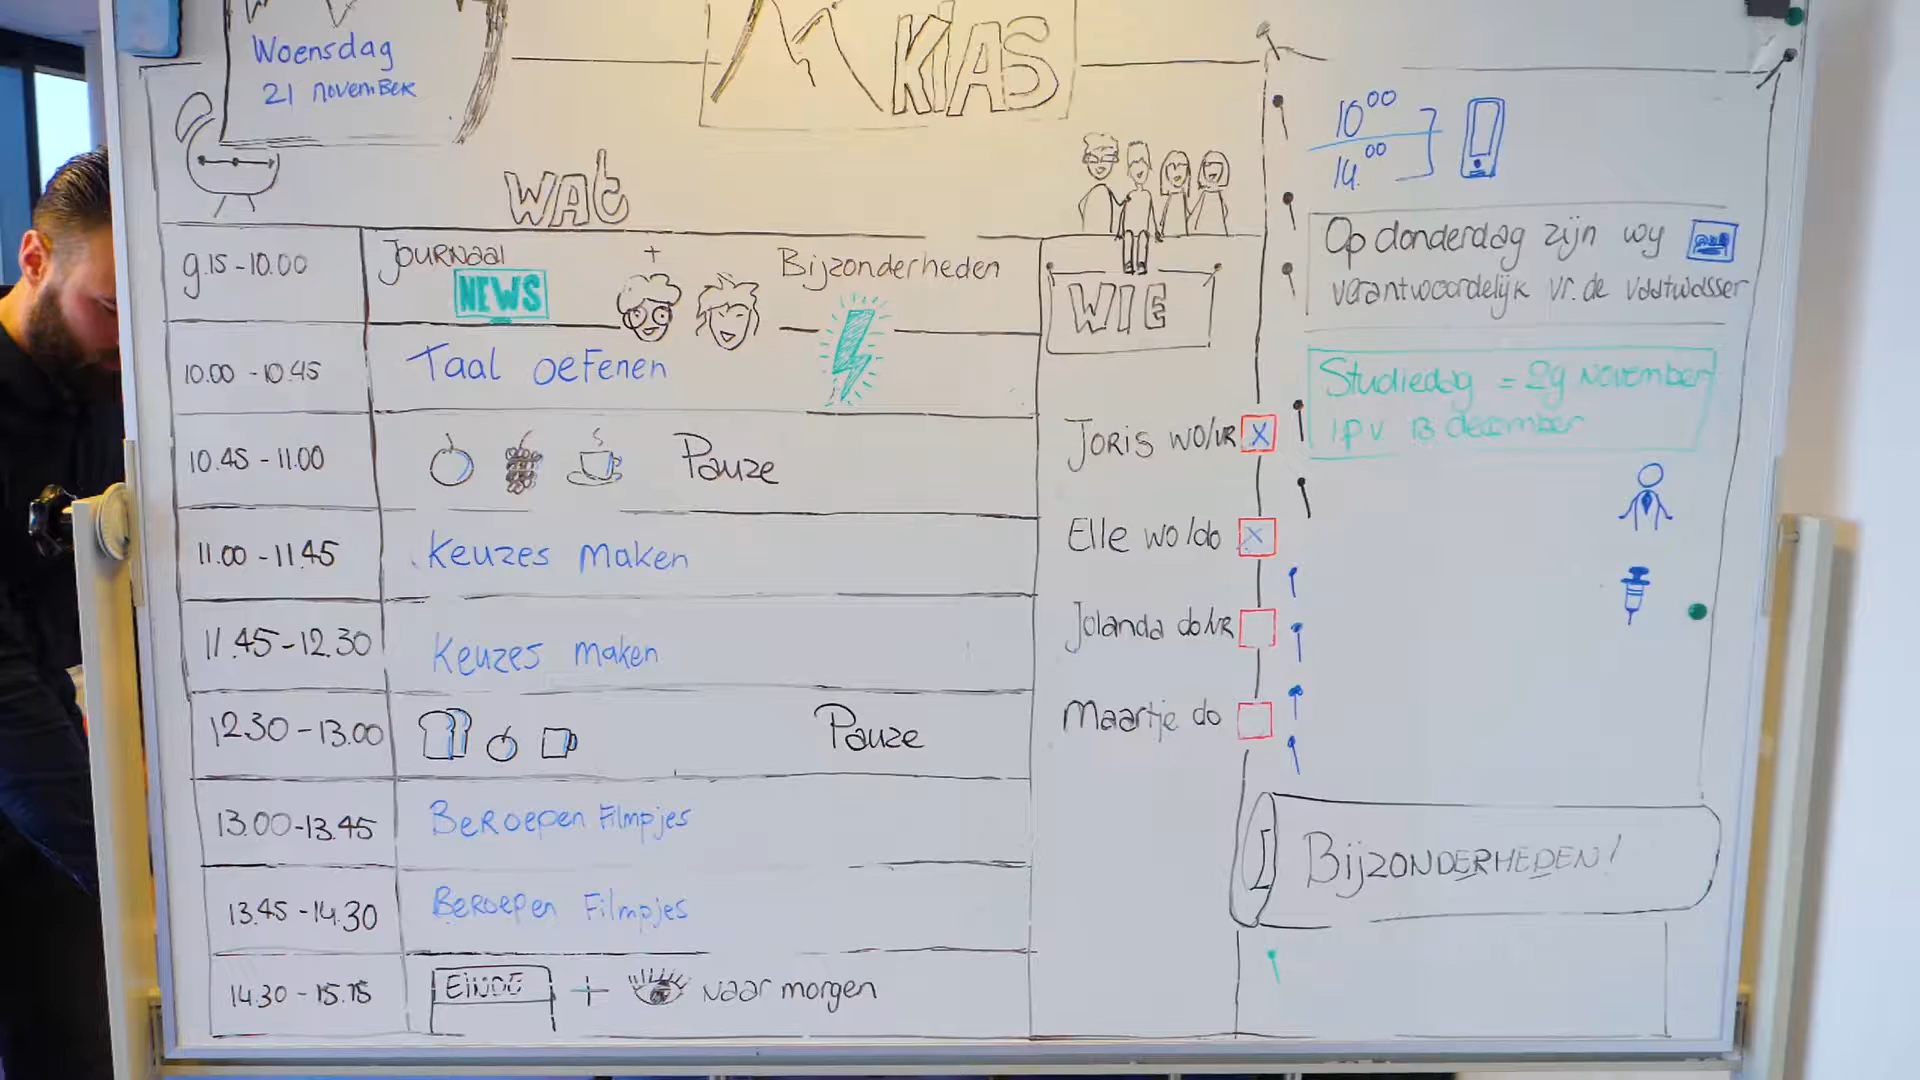 Woensdag
21 november
KlAS
WAt
9.15 - 10.00
JOURNAAL + Bijzonderheden
NEWS
WIE
10.00 - 10.45
Taal oefenen
10.45 - 11.00
Pauze
11.00 - 11.45
Keuzes maken
11.45 - 12.30
Keuzes maken
12.30 - 13.00
Pauze
13.00 - 13.45
Beroepen Filmpjes
13.45 - 14.30
Beroepen Filmpjes
14.30 - 15.15
EINDE + naar morgen
Joris wo/vr X
Elle wo/do X
Jolanda do/vr
Maartje do
10.00
14.00
Op donderdag zijn wy
verantwoordelijk vr. de vaatwasser
Studiedag = 29 November
ipv 13 december
BijZONDERHEDEN!